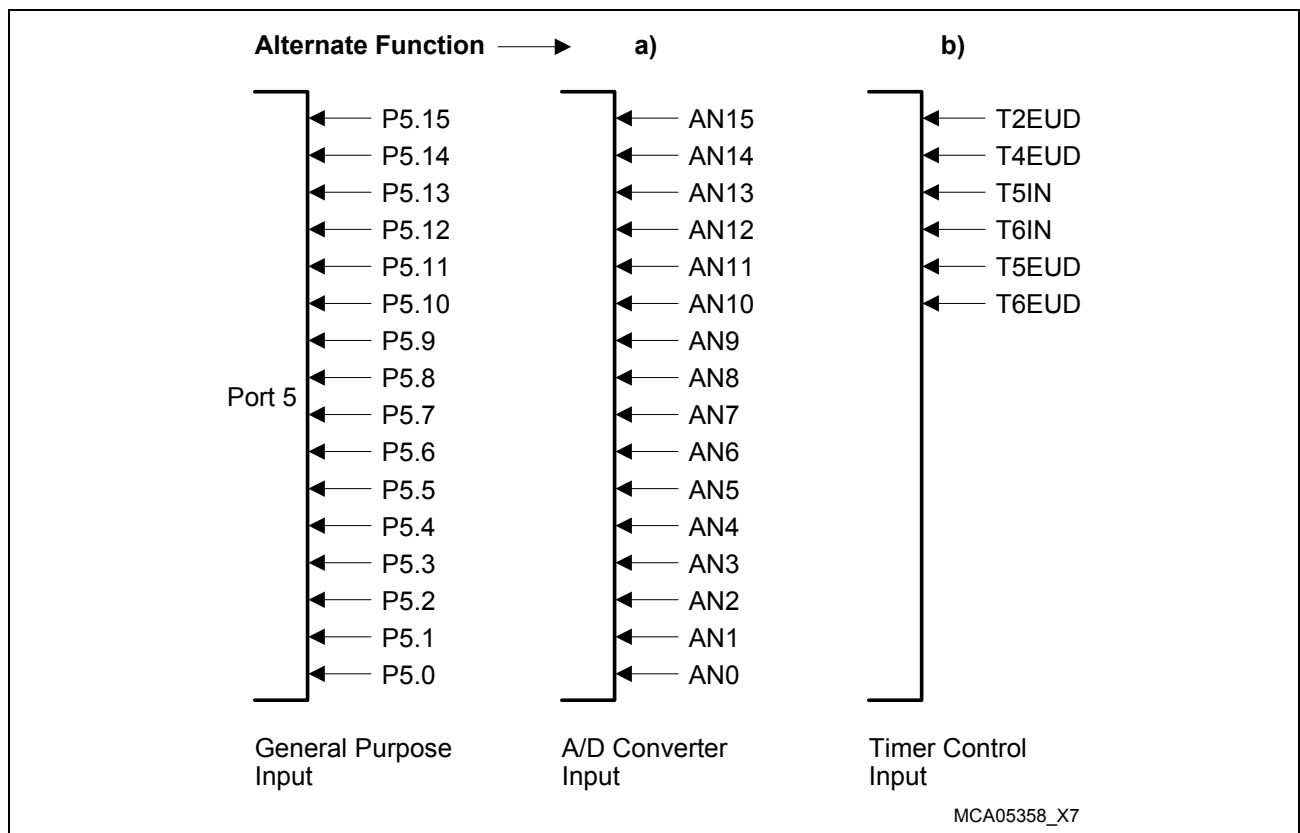 Alternate Function a) b)
P5.15 AN15 T2EUD
P5.14 AN14 T4EUD
P5.13 AN13 T5IN
P5.12 AN12 T6IN
P5.11 AN11 T5EUD
P5.10 AN10 T6EUD
P5.9 AN9
P5.8 AN8
Port 5
P5.7 AN7
P5.6 AN6
P5.5 AN5
P5.4 AN4
P5.3 AN3
P5.2 AN2
P5.1 AN1
P5.0 AN0
General Purpose A/D Converter Timer Control
Input Input Input
MCA05358_X7